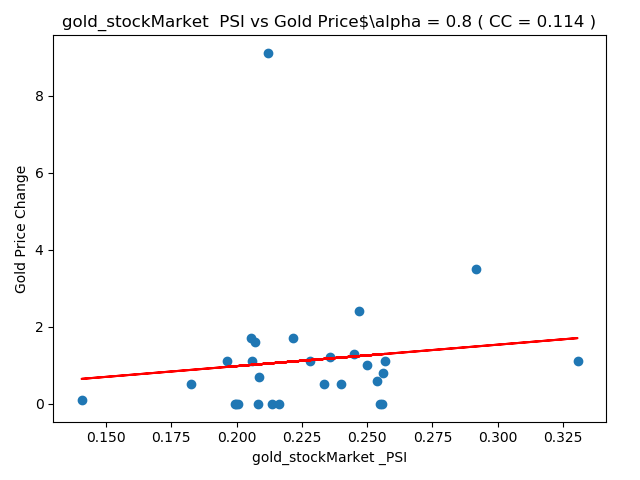 gold_stockMarket  PSI vs Gold Price$\alpha = 0.8 ( CC = 0.114 )
8
6
4
2
0
Gold Price Change
0.150 0.175 0.200 0.225 0.250 0.275 0.300 0.325
gold_stockMarket _PSI